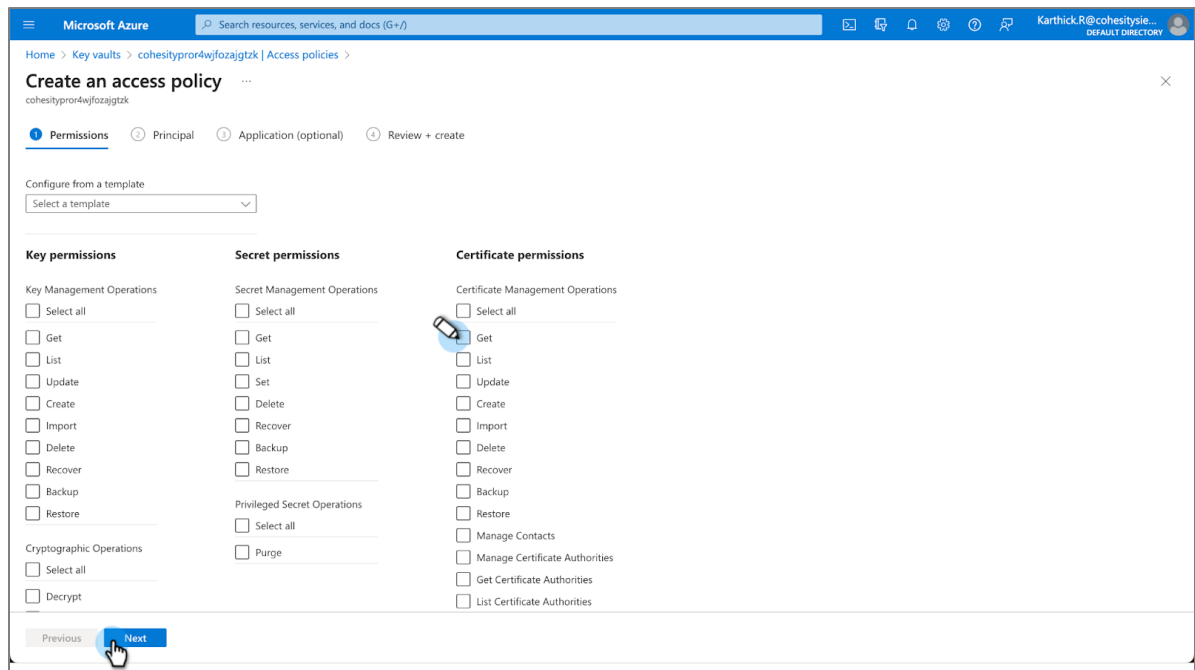 Microsoft Azure
Search resources, services, and docs (G+/)
Karthick.R@cohesitysie...
DEFAULT DIRECTORY
Home > Key vaults > cohesitypror4wjfozajgtzk | Access policies >
Create an access policy ...
cohesitypror4wjfozajgtzk
1 Permissions
2 Principal
3 Application (optional)
4 Review + create
Configure from a template
Select a template
Key permissions
Key Management Operations
Select all
Get
List
Update
Create
Import
Delete
Recover
Backup
Restore
Cryptographic Operations
Select all
Decrypt
Secret permissions
Secret Management Operations
Select all
Get
List
Set
Delete
Recover
Backup
Restore
Privileged Secret Operations
Select all
Purge
Certificate permissions
Certificate Management Operations
Select all
Get
List
Update
Create
Import
Delete
Recover
Backup
Restore
Manage Contacts
Manage Certificate Authorities
Get Certificate Authorities
List Certificate Authorities
Previous
Next